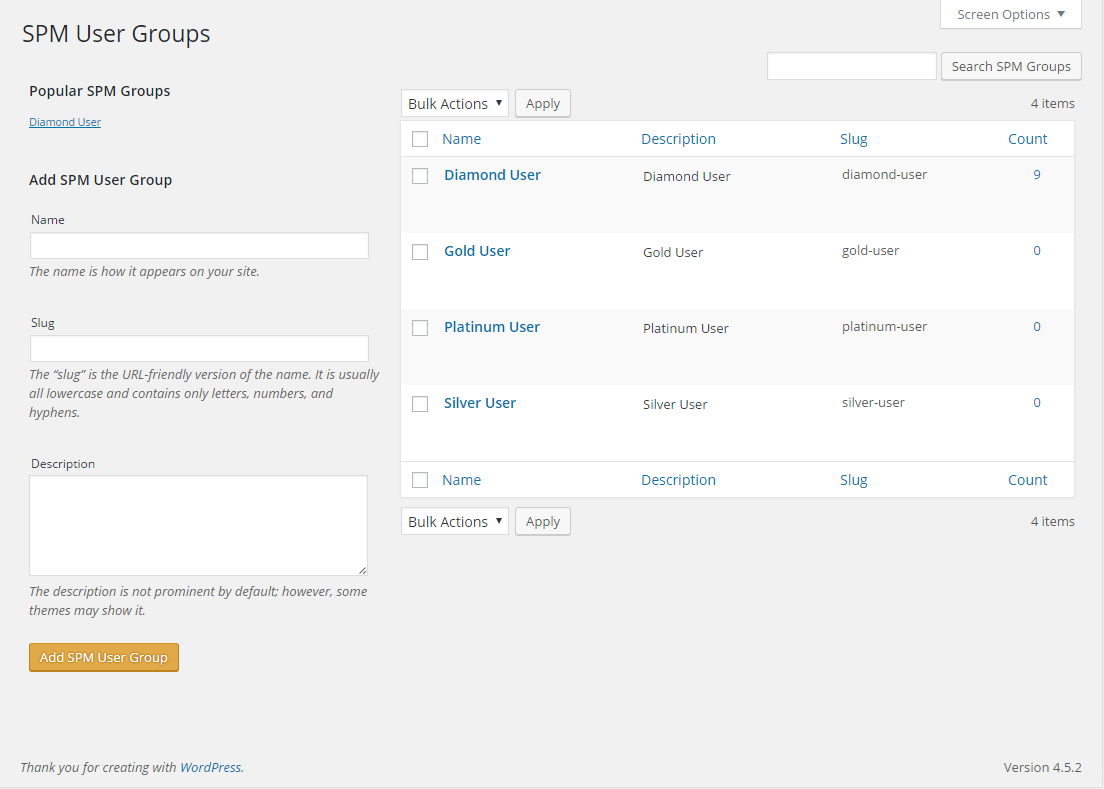 Screen Options ▼
SPM User Groups
Search SPM Groups
Popular SPM Groups
Diamond User
Add SPM User Group
Name
The name is how it appears on your site.
Slug
The “slug” is the URL-friendly version of the name. It is usually
all lowercase and contains only letters, numbers, and
hyphens.
Description
The description is not prominent by default; however, some
themes may show it.
Add SPM User Group
Bulk Actions ▼ Apply 4 items
Name Description Slug Count
Diamond User Diamond User diamond-user 9
Gold User Gold User gold-user 0
Platinum User Platinum User platinum-user 0
Silver User Silver User silver-user 0
Name Description Slug Count
Bulk Actions ▼ Apply 4 items
Thank you for creating with WordPress. Version 4.5.2